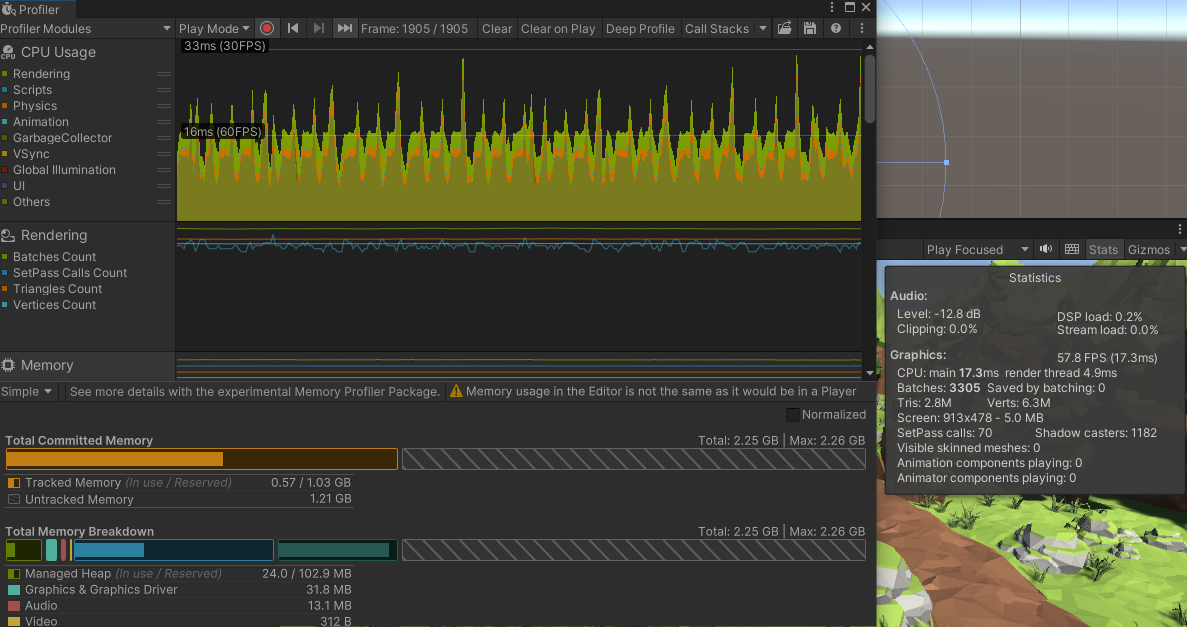 Profiler
Profiler Modules
Play Mode
Frame: 1905 / 1905
Clear
Clear on Play
Deep Profile
Call Stacks
CPU Usage
Rendering
Scripts
Physics
Animation
GarbageCollector
VSync
Global Illumination
UI
Others
33ms (30FPS)
16ms (60FPS)
Rendering
Batches Count
SetPass Calls Count
Triangles Count
Vertices Count
Memory
Simple
See more details with the experimental Memory Profiler Package.
Memory usage in the Editor is not the same as it would be in a Player
Normalized
Total Committed Memory
Total: 2.25 GB | Max: 2.26 GB
Tracked Memory (In use / Reserved) 0.57 / 1.03 GB
Untracked Memory 1.21 GB
Total Memory Breakdown
Total: 2.25 GB | Max: 2.26 GB
Managed Heap (In use / Reserved) 24.0 / 102.9 MB
Graphics & Graphics Driver 31.8 MB
Audio 13.1 MB
Video 312 B
Play Focused
Stats
Gizmos
Statistics
Audio:
Level: -12.8 dB DSP load: 0.2%
Clipping: 0.0% Stream load: 0.0%
Graphics: 57.8 FPS (17.3ms)
CPU: main 17.3ms render thread 4.9ms
Batches: 3305 Saved by batching: 0
Tris: 2.8M Verts: 6.3M
Screen: 913x478 - 5.0 MB
SetPass calls: 70 Shadow casters: 1182
Visible skinned meshes: 0
Animation components playing: 0
Animator components playing: 0